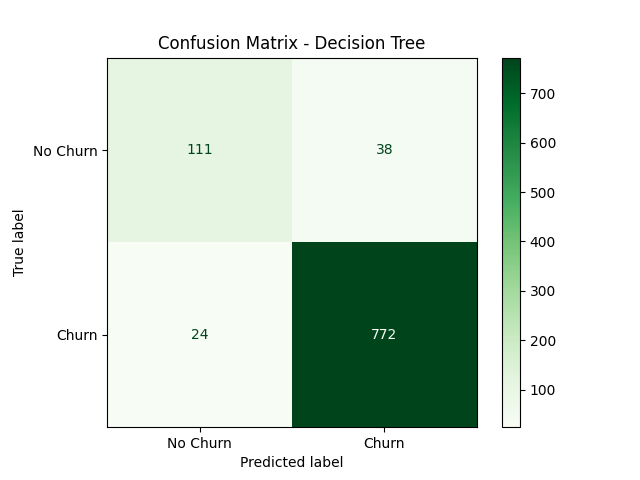 Confusion Matrix - Decision Tree
True label
No Churn
Churn
111
38
24
772
No Churn
Churn
Predicted label
700
600
500
400
300
200
100